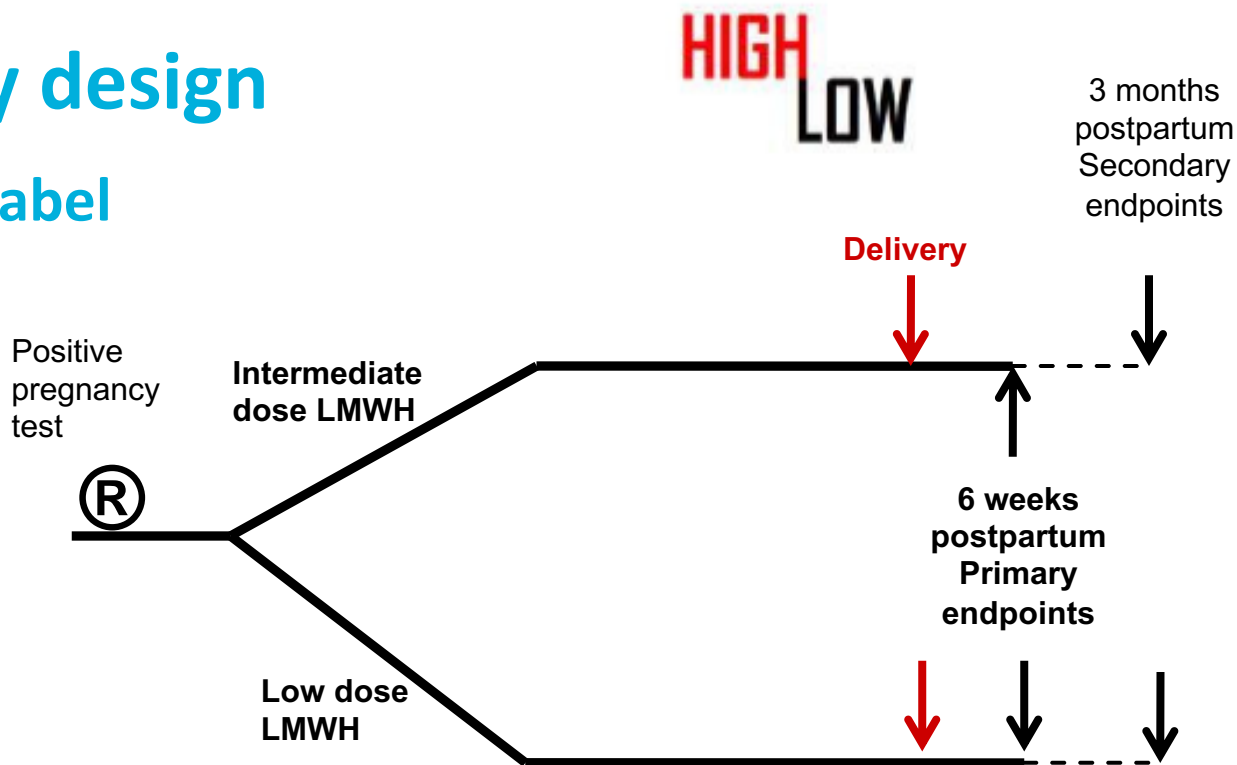 y design
abel
HIGH
LOW
3 months
postpartum
Secondary
endpoints
Delivery
Positive
pregnancy
test
Intermediate
dose LMWH
R
6 weeks
postpartum
Primary
endpoints
Low dose
LMWH